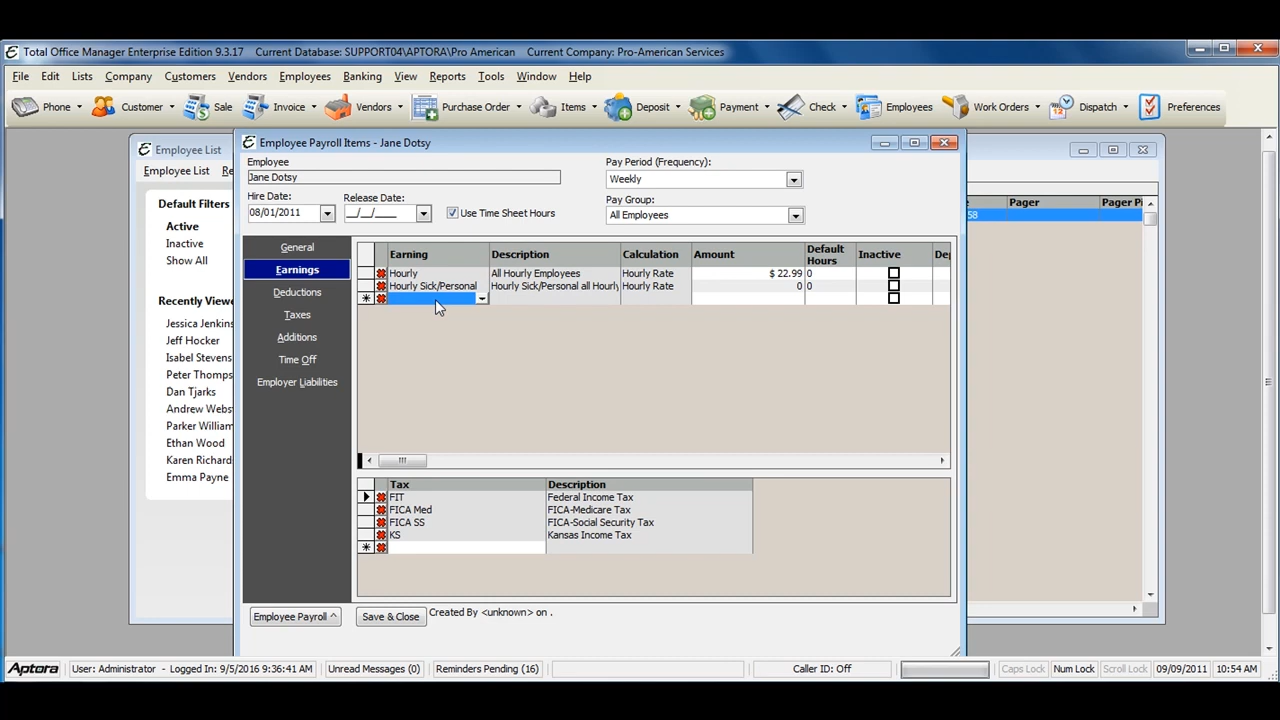 Total Office Manager Enterprise Edition 9.3.17 Current Database: SUPPORT04\APTORA\Pro American Current Company: Pro-American Services
File Edit Lists Company Customers Vendors Employees Banking View Reports Tools Window Help
Phone Customer Sale Invoice Vendors Purchase Order Items Deposit Payment Check Employees Work Orders Dispatch Preferences
Employee List
Employee List
Default Filters
Active
Inactive
Show All
Recently
Jessica
Jeff Hocker
Isabel
Peter
Dan Tjarks
Andrew
Parker
Ethan Wood
Karen
Emma Payne
Employee Payroll Items - Jane Dotsy
Employee
Jane Dotsy
Hire Date: Release Date:
08/01/2011 __/__/____
Use Time Sheet Hours
Pay Period (Frequency):
Weekly
Pay Group:
All Employees
General
Earnings
Deductions
Taxes
Additions
Time Off
Employer Liabilities
Earning Description Calculation Amount Default Hours Inactive
Hourly All Hourly Employees Hourly Rate $ 22.99 0
Hourly Sick/Personal Hourly Sick/Personal all Hourly Rate 0 0
Tax Description
FIT Federal Income Tax
FICA Med FICA-Medicare Tax
FICA SS FICA-Social Security Tax
KS Kansas Income Tax
Employee Payroll ^ Save & Close Created By <unknown> on .
Pager Pager
58
Aptora User: Administrator - Logged In: 9/5/2016 9:36:41 AM Unread Messages (0) Reminders Pending (16) Caller ID: Off Caps Lock Num Lock Scroll Lock 09/09/2011 10:54 AM